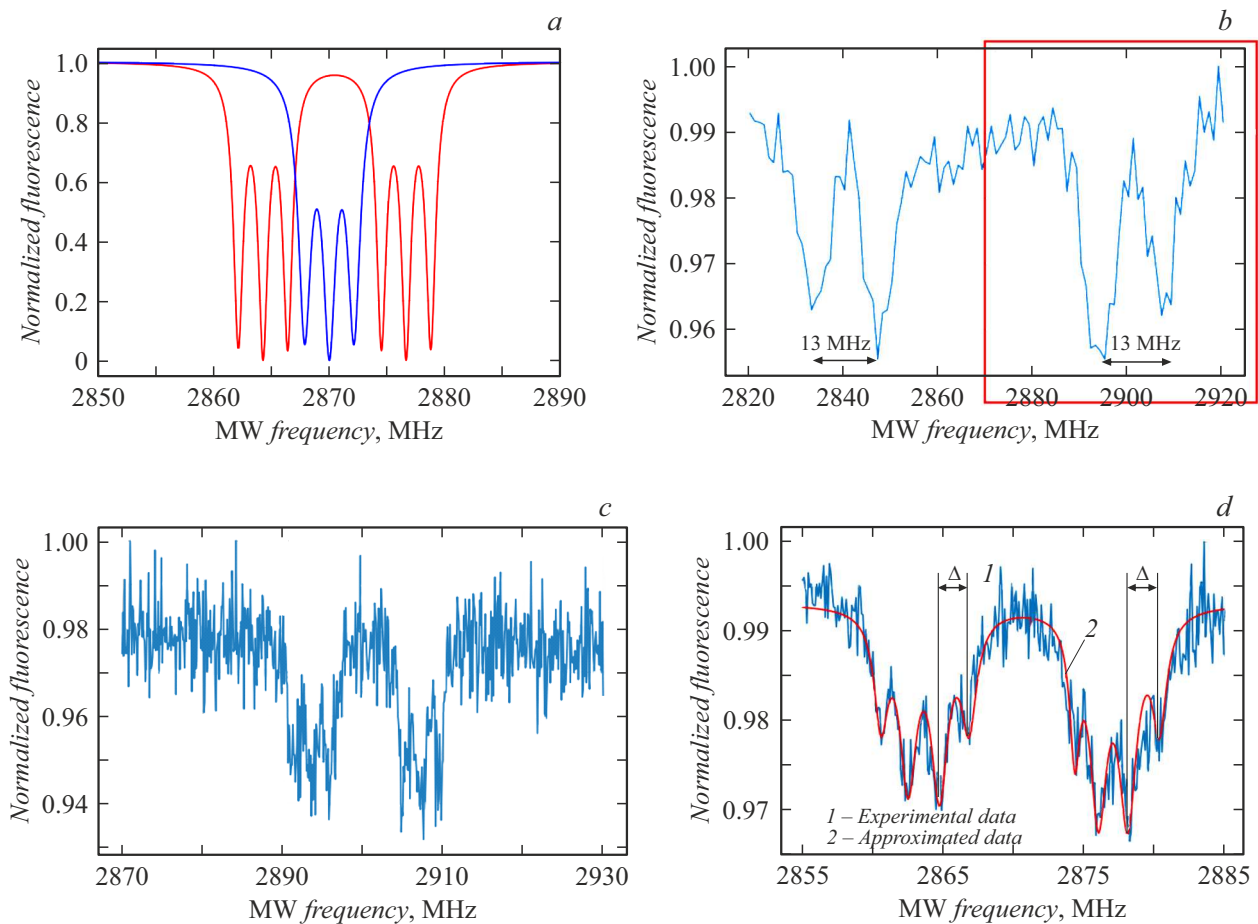 a
Normalized fluorescence
1.0
0.8
0.6
0.4
0.2
0
2850
2860
2870
2880
2890
MW frequency, MHz
b
Normalized fluorescence
1.00
0.99
0.98
0.97
0.96
13 MHz
13 MHz
2820
2840
2860
2880
2900
2920
MW frequency, MHz
c
Normalized fluorescence
1.00
0.98
0.96
0.94
2870
2890
2910
2930
MW frequency, MHz
d
Normalized fluorescence
1.00
0.99
0.98
0.97
Δ
1
Δ
2
1 – Experimental data
2 – Approximated data
2855
2865
2875
2885
MW frequency, MHz